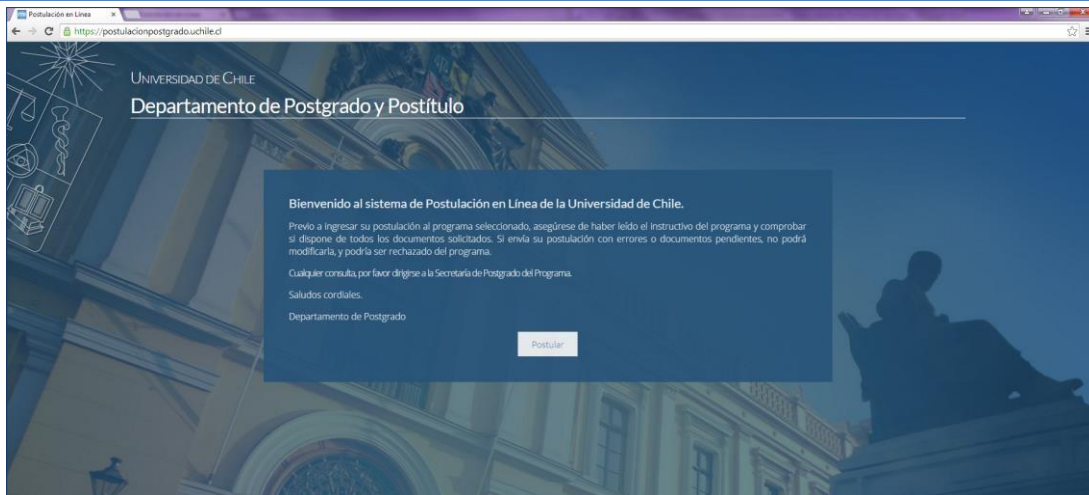 Postulación en Línea
https://postulacionpostgrado.uchile.cl
UNIVERSIDAD DE CHILE
Departamento de Postgrado y Postítulo
Bienvenido al sistema de Postulación en Línea de la Universidad de Chile.
Previo a ingresar su postulación al programa seleccionado, asegúrese de haber leído el instructivo del programa y comprobar
si dispone de todos los documentos solicitados. Si envía su postulación con errores o documentos pendientes, no podrá
modificarla, y podría ser rechazado del programa.
Cualquier consulta, por favor dirigirse a la Secretaría de Postgrado del Programa.
Saludos cordiales.
Departamento de Postgrado
Postular